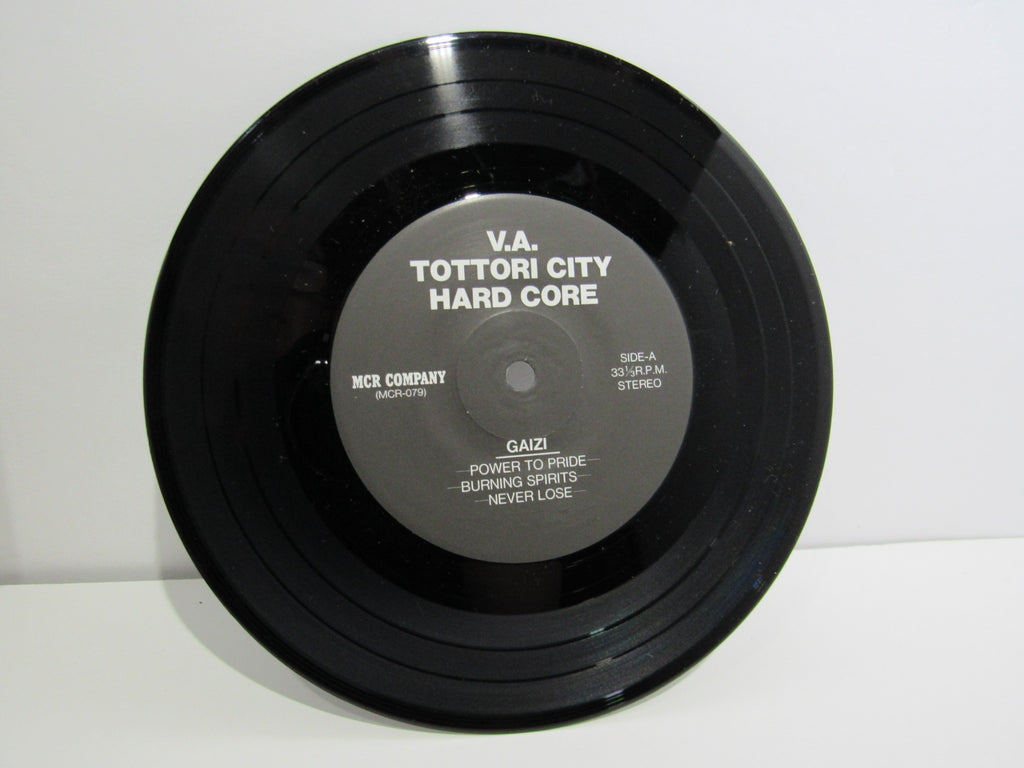 V.A.
TOTTORI CITY
HARD CORE
MCR COMPANY
(MCR-079)
SIDE-A
33⅓R.P.M.
STEREO
GAIZI
POWER TO PRIDE
BURNING SPIRITS
NEVER LOSE